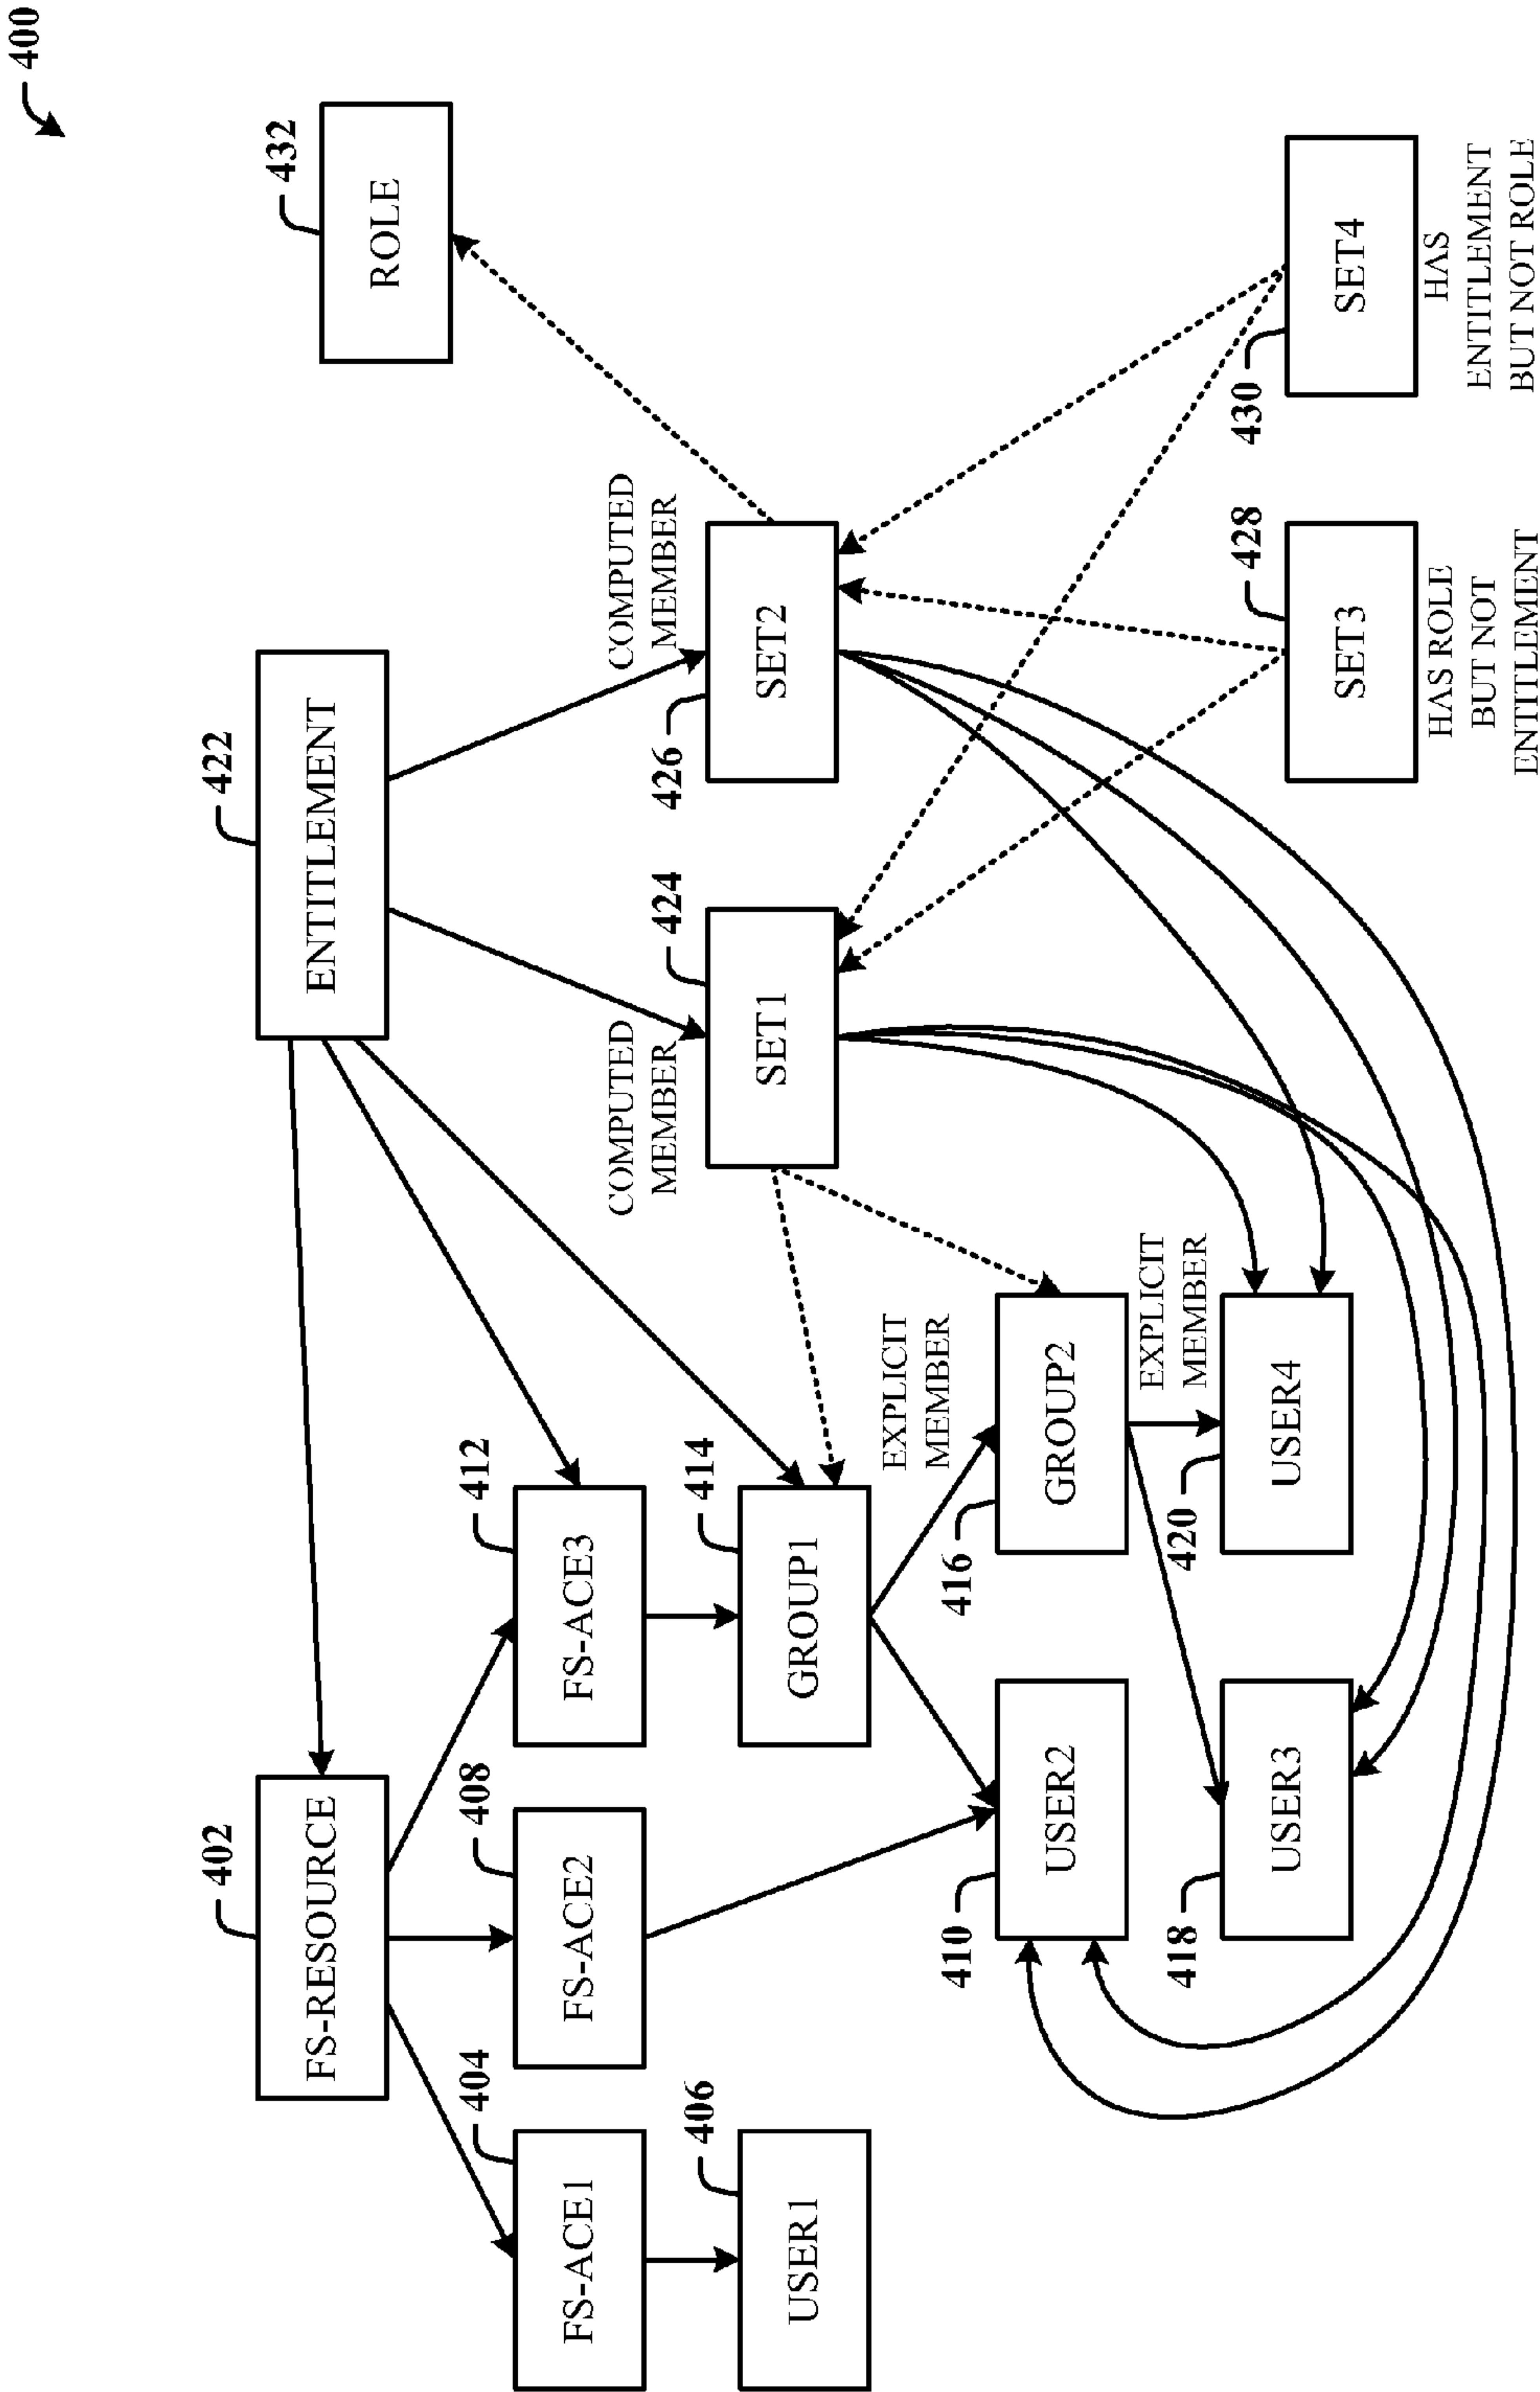 400
402
FS-RESOURCE
422
ENTITLEMENT
432
ROLE
404
FS-ACE1
408
FS-ACE2
412
FS-ACE3
COMPUTED
MEMBER
COMPUTED
MEMBER
406
USER1
414
GROUP1
424
SET1
426
SET2
EXPLICIT
MEMBER
410
USER2
416
GROUP2
EXPLICIT
MEMBER
418
USER3
420
USER4
428
SET3
HAS ROLE
BUT NOT
ENTITLEMENT
430
SET4
HAS
ENTITLEMENT
BUT NOT ROLE